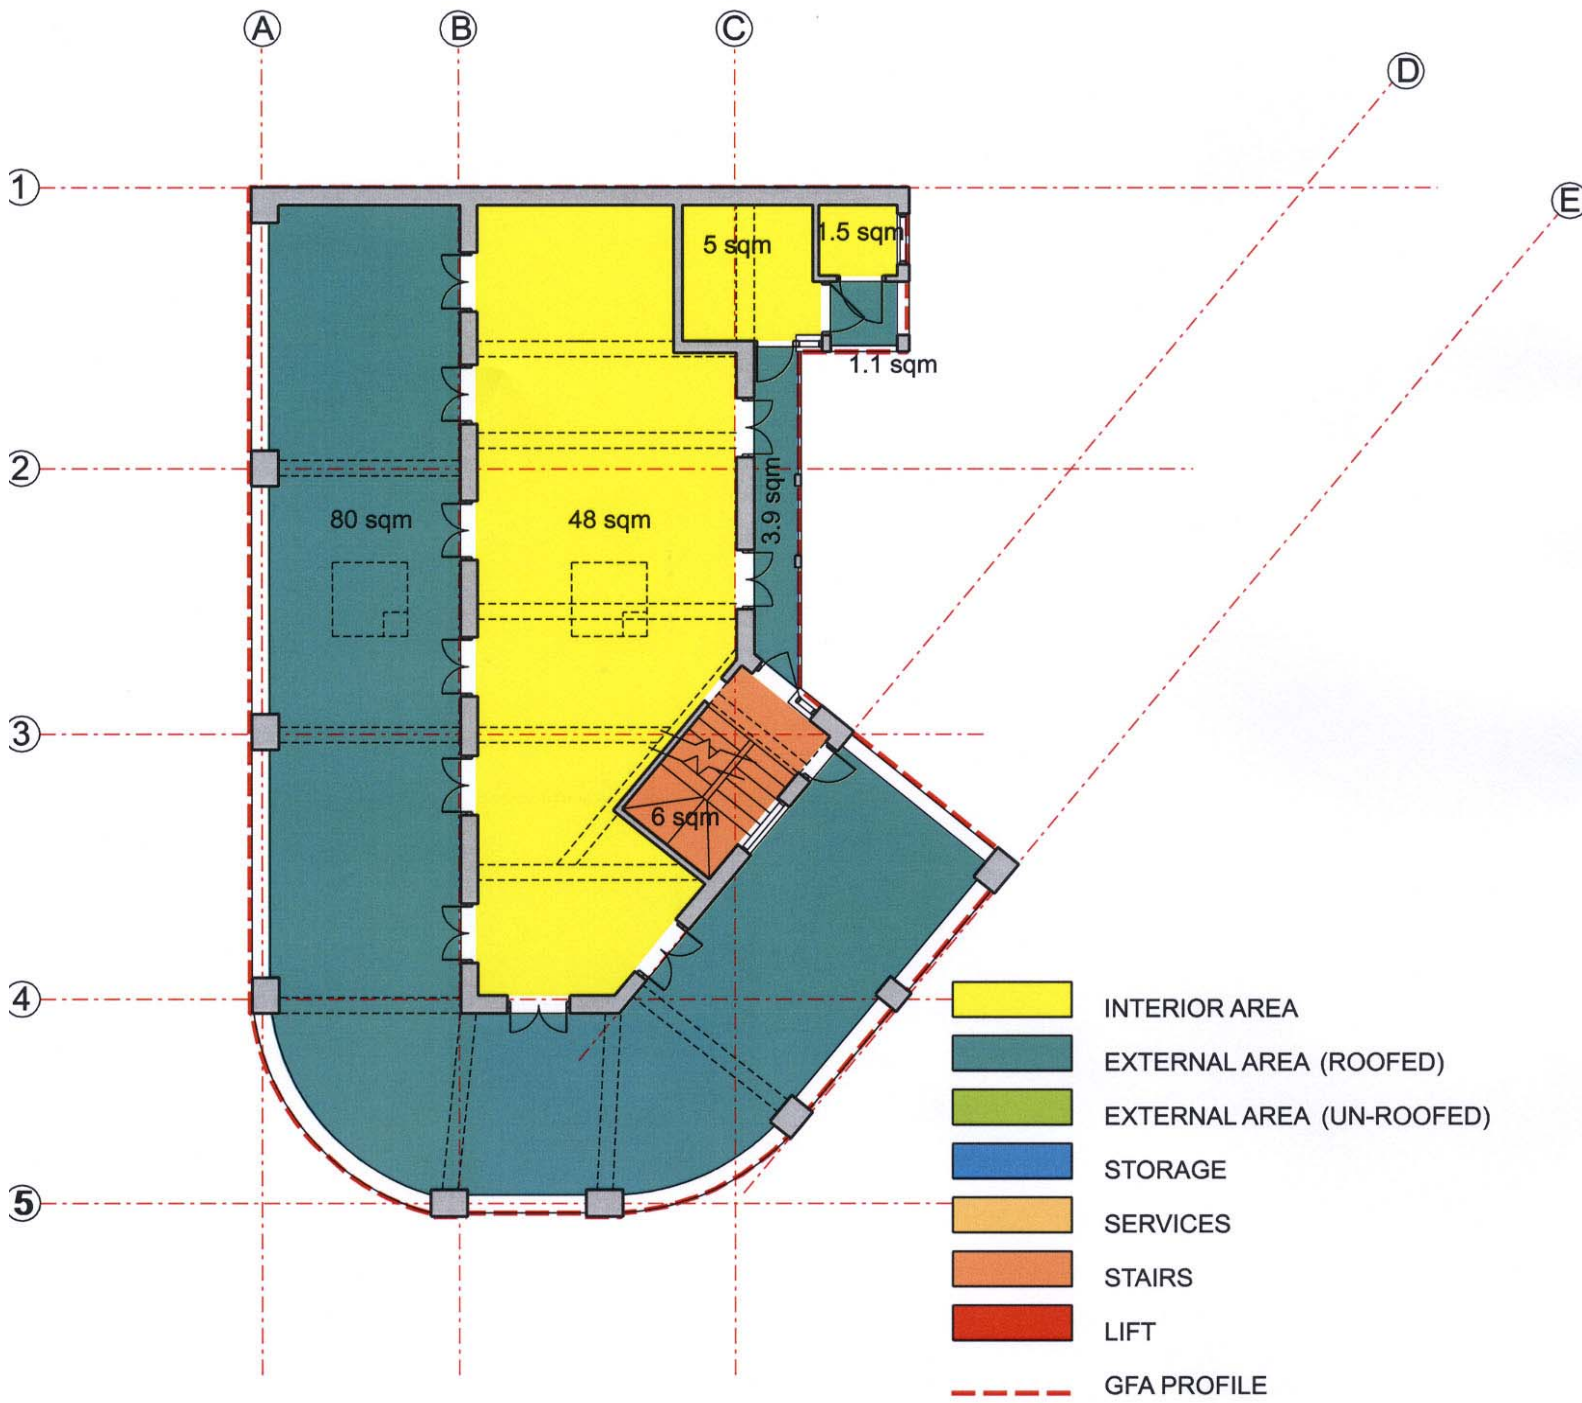 A
B
C
D
E
1
5 sqm
1.5 sqm
1.1 sqm
2
80 sqm
48 sqm
3.9 sqm
3
6 sqm
4
5
INTERIOR AREA
EXTERNAL AREA (ROOFED)
EXTERNAL AREA (UN-ROOFED)
STORAGE
SERVICES
STAIRS
LIFT
GFA PROFILE